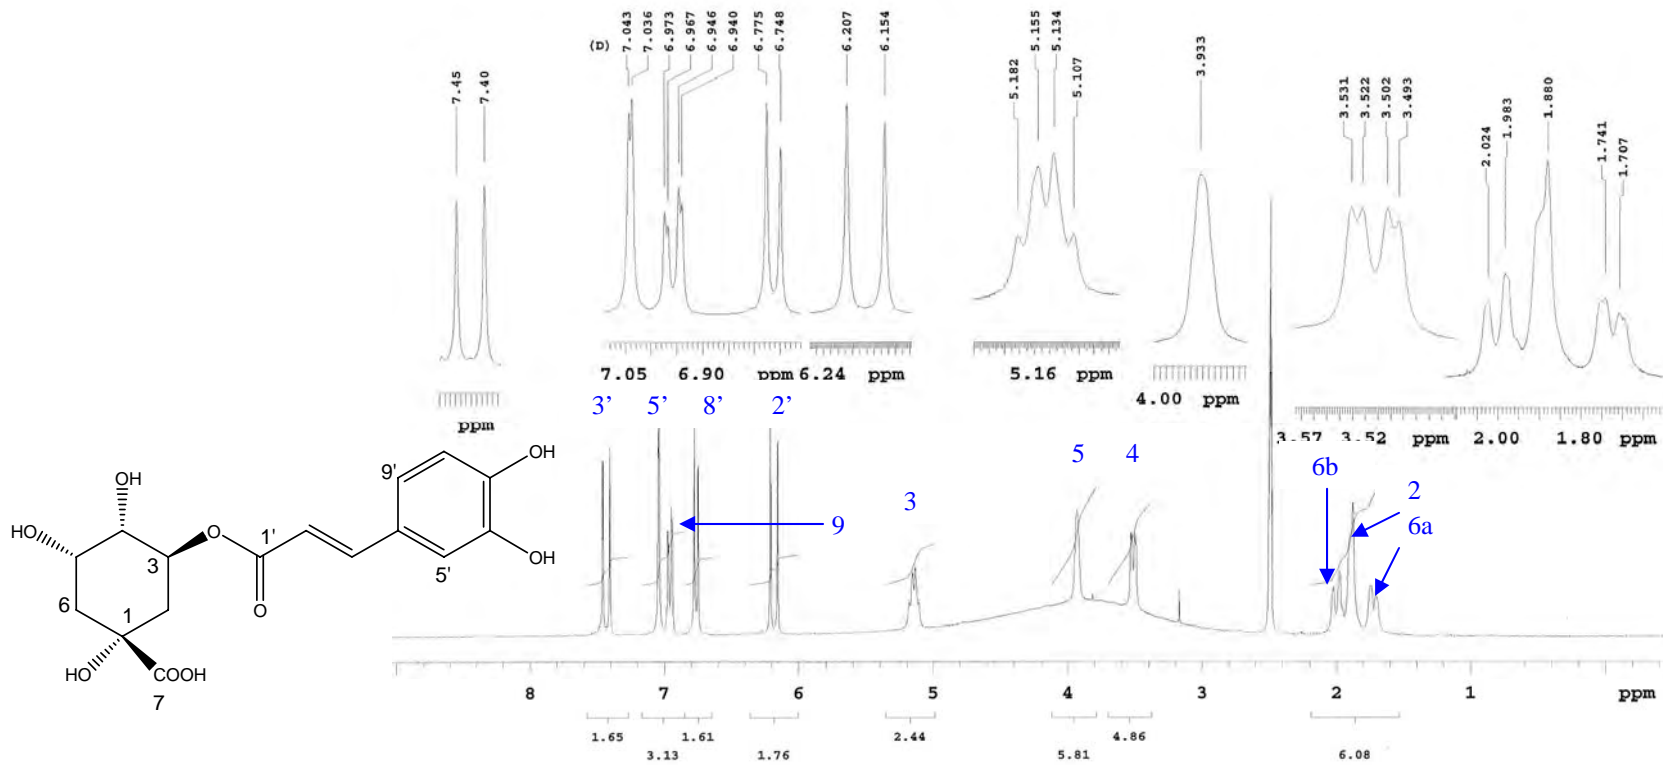 7.45
7.40
(D)
7.043
7.036
6.973
6.967
6.946
6.940
6.775
6.748
6.207
6.154
5.182
5.155
5.134
5.107
3.933
3.531
3.522
3.502
3.493
2.024
1.983
1.880
1.741
1.707
ppm
7.05 6.90 ppm
6.24 ppm
5.16 ppm
4.00 ppm
3.57 3.52 ppm
2.00 1.80 ppm
3’ 5’ 8’ 2’
3
9
5 4
6b
2
6a
OH
HO
O
1'
O
3
6
1
HO
COOH
7
9'
5'
OH
OH
8 7 6 5 4 3 2 1 ppm
1.65 1.61 2.44 4.86
3.13 1.76 5.81 6.08